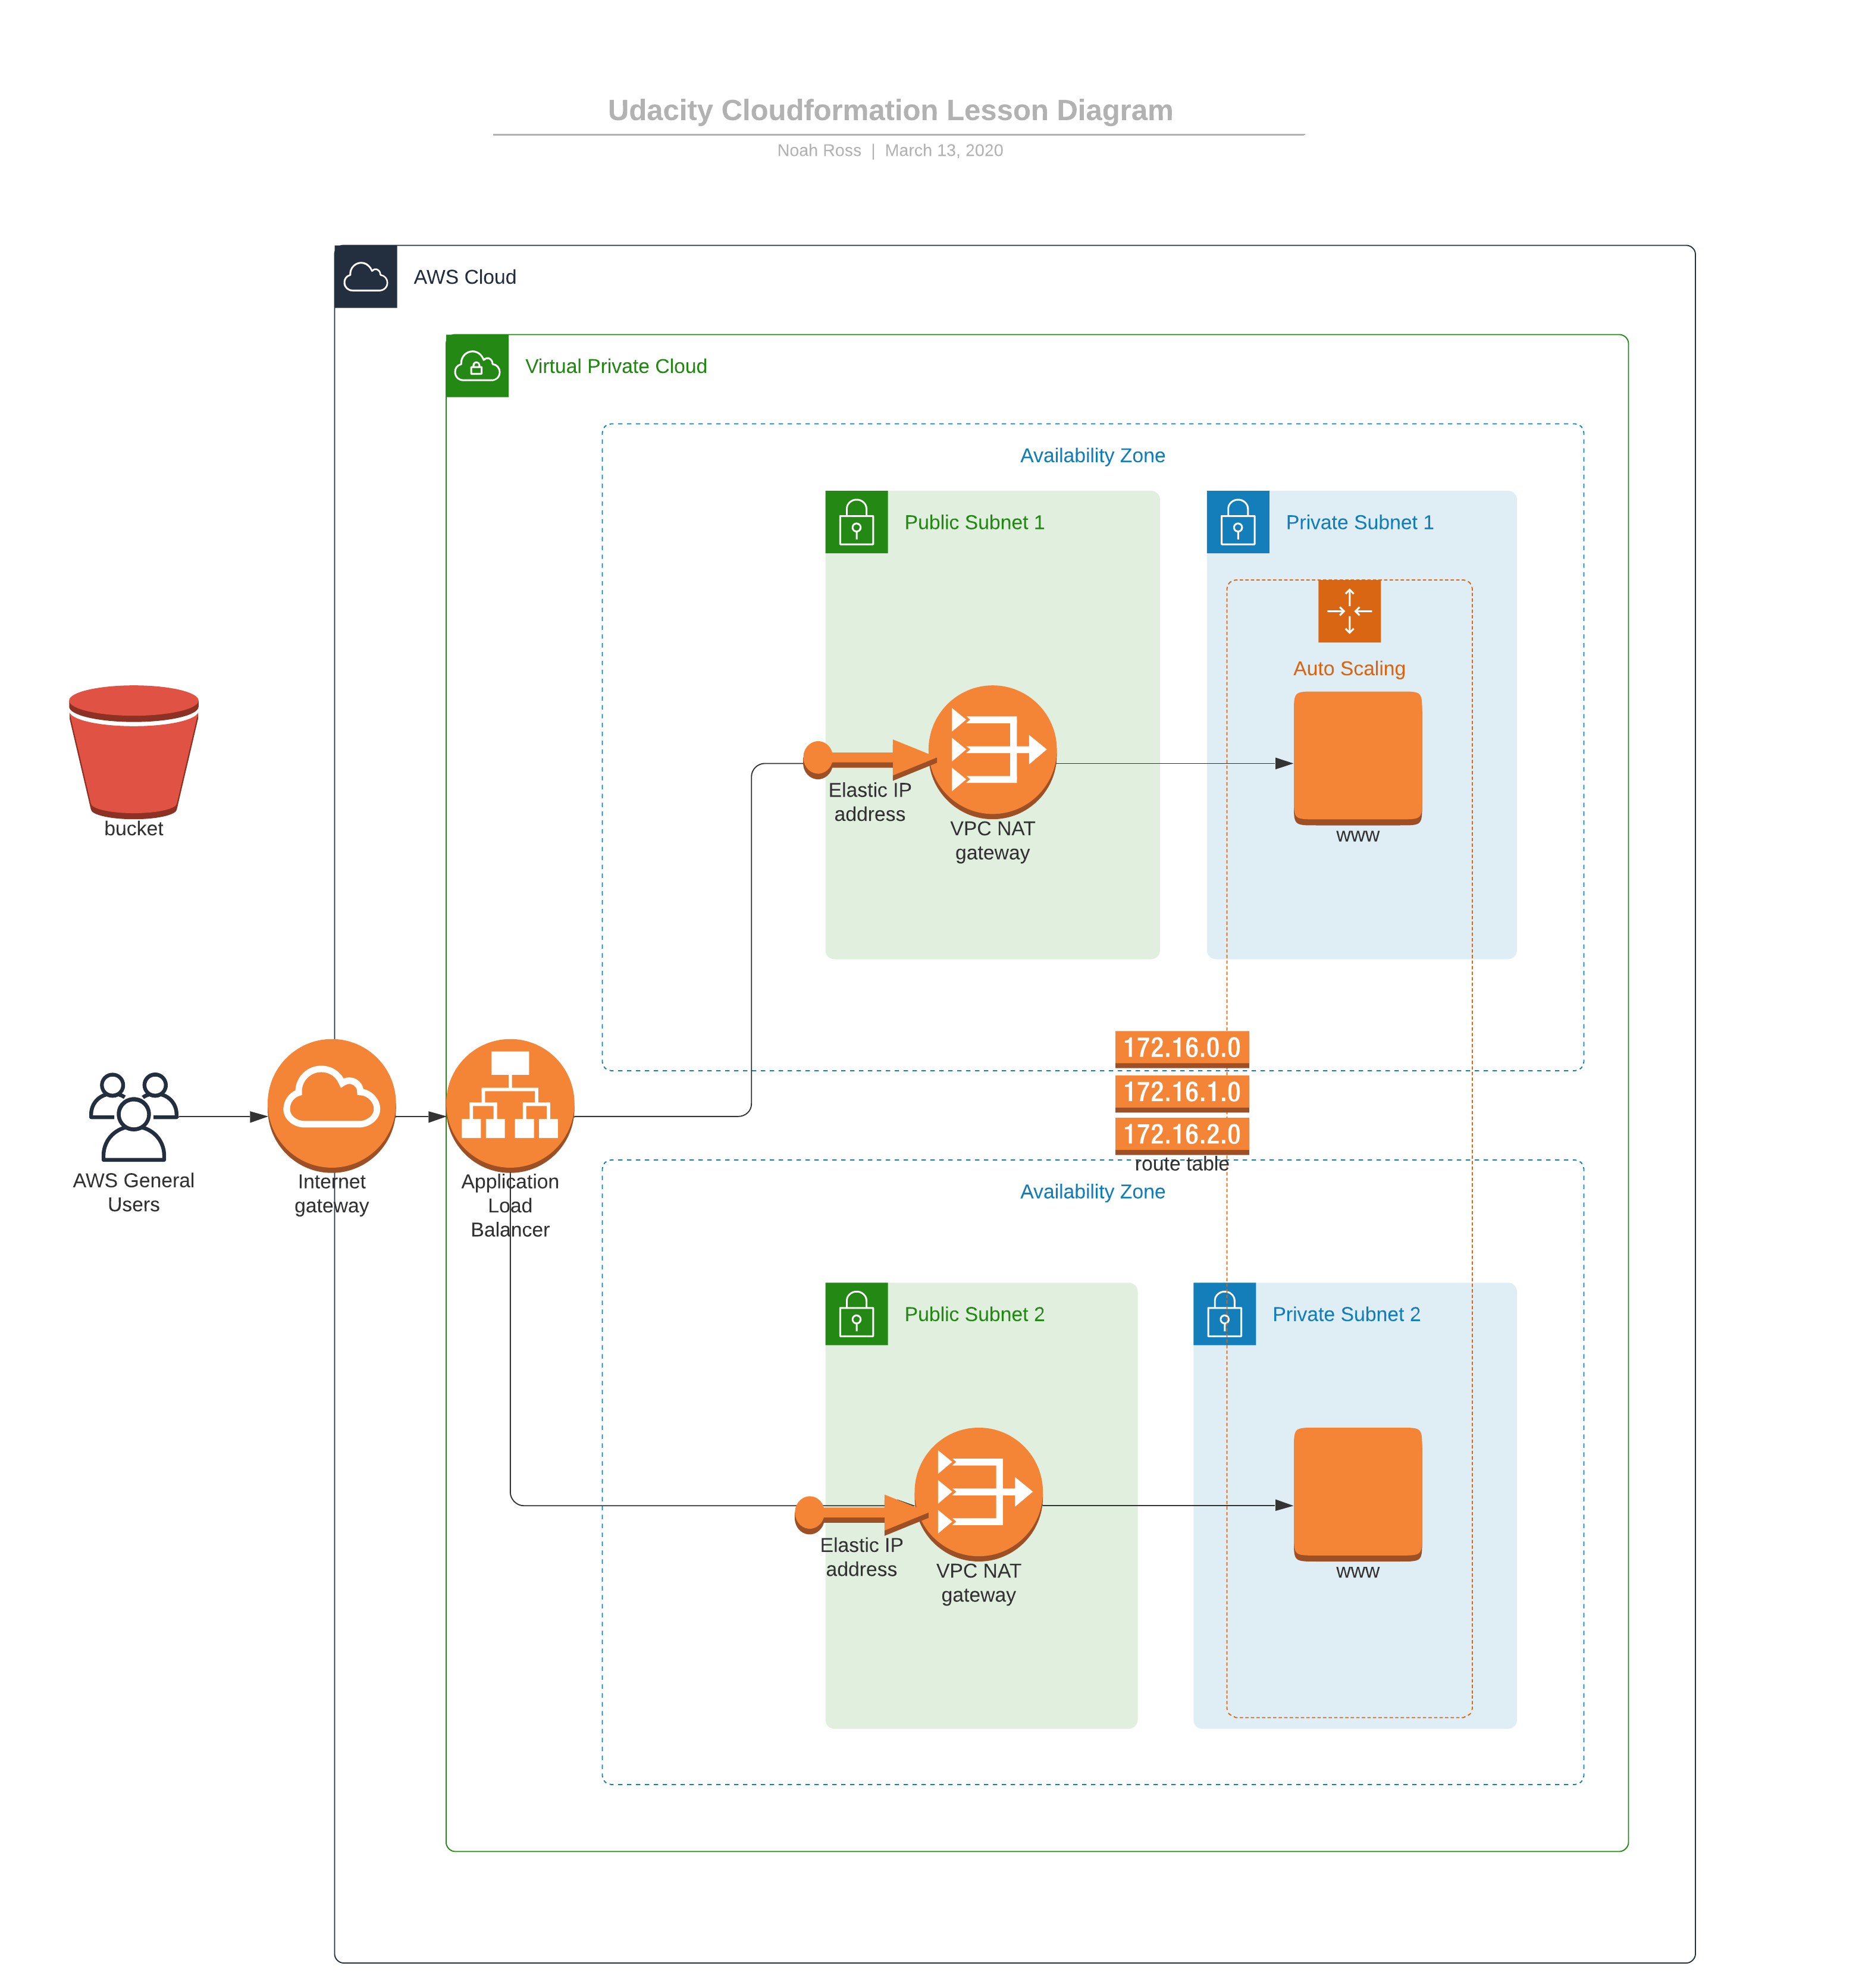 Udacity Cloudformation Lesson Diagram
Noah Ross | March 13, 2020
AWS Cloud
Virtual Private Cloud
Availability Zone
Public Subnet 1
Private Subnet 1
Auto Scaling
Elastic IP
address
VPC NAT
gateway
www
bucket
172.16.0.0
172.16.1.0
172.16.2.0
route table
AWS General
Users
Internet
gateway
Application
Load
Balancer
Availability Zone
Public Subnet 2
Private Subnet 2
Elastic IP
address
VPC NAT
gateway
www